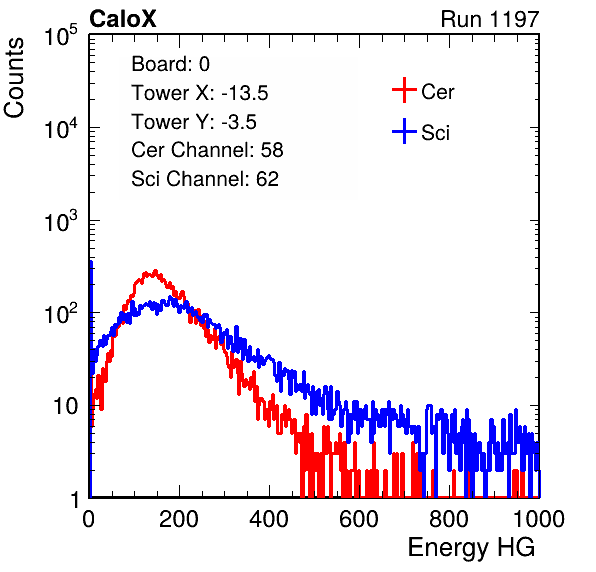 CaloX Run 1197
Counts
10^5
10^4
10^3
10^2
10
1
Board: 0
Tower X: -13.5
Tower Y: -3.5
Cer Channel: 58
Sci Channel: 62
Cer
Sci
0 200 400 600 800 1000
Energy HG